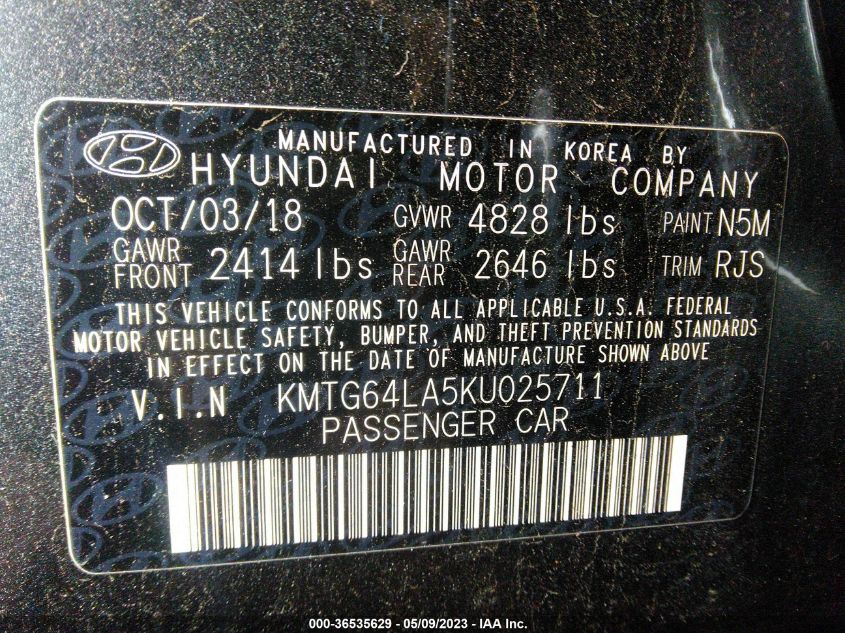 MANUFACTURED IN KOREA BY
HYUNDAI MOTOR COMPANY
OCT/03/18 GVWR 4828 lbs PAINT N5M
GAWR FRONT 2414 lbs GAWR REAR 2646 lbs TRIM RJS
THIS VEHICLE CONFORMS TO ALL APPLICABLE U.S.A. FEDERAL
MOTOR VEHICLE SAFETY, BUMPER, AND THEFT PREVENTION STANDARDS
IN EFFECT ON THE DATE OF MANUFACTURE SHOWN ABOVE
V.I.N KMTG64LA5KU025711
PASSENGER CAR
000-36535629 - 05/09/2023 - IAA Inc.